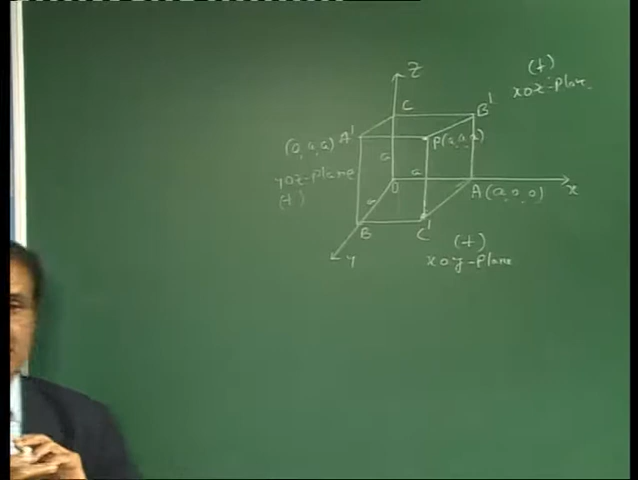 Z
(+)
xoz-plane
C
B'
A'
(0,a,a)
P(a,a,a)
yoz-plane
(+)
a
a
a
O
A(a,0,0)
x
B
C'
y
(+)
xoy-plane